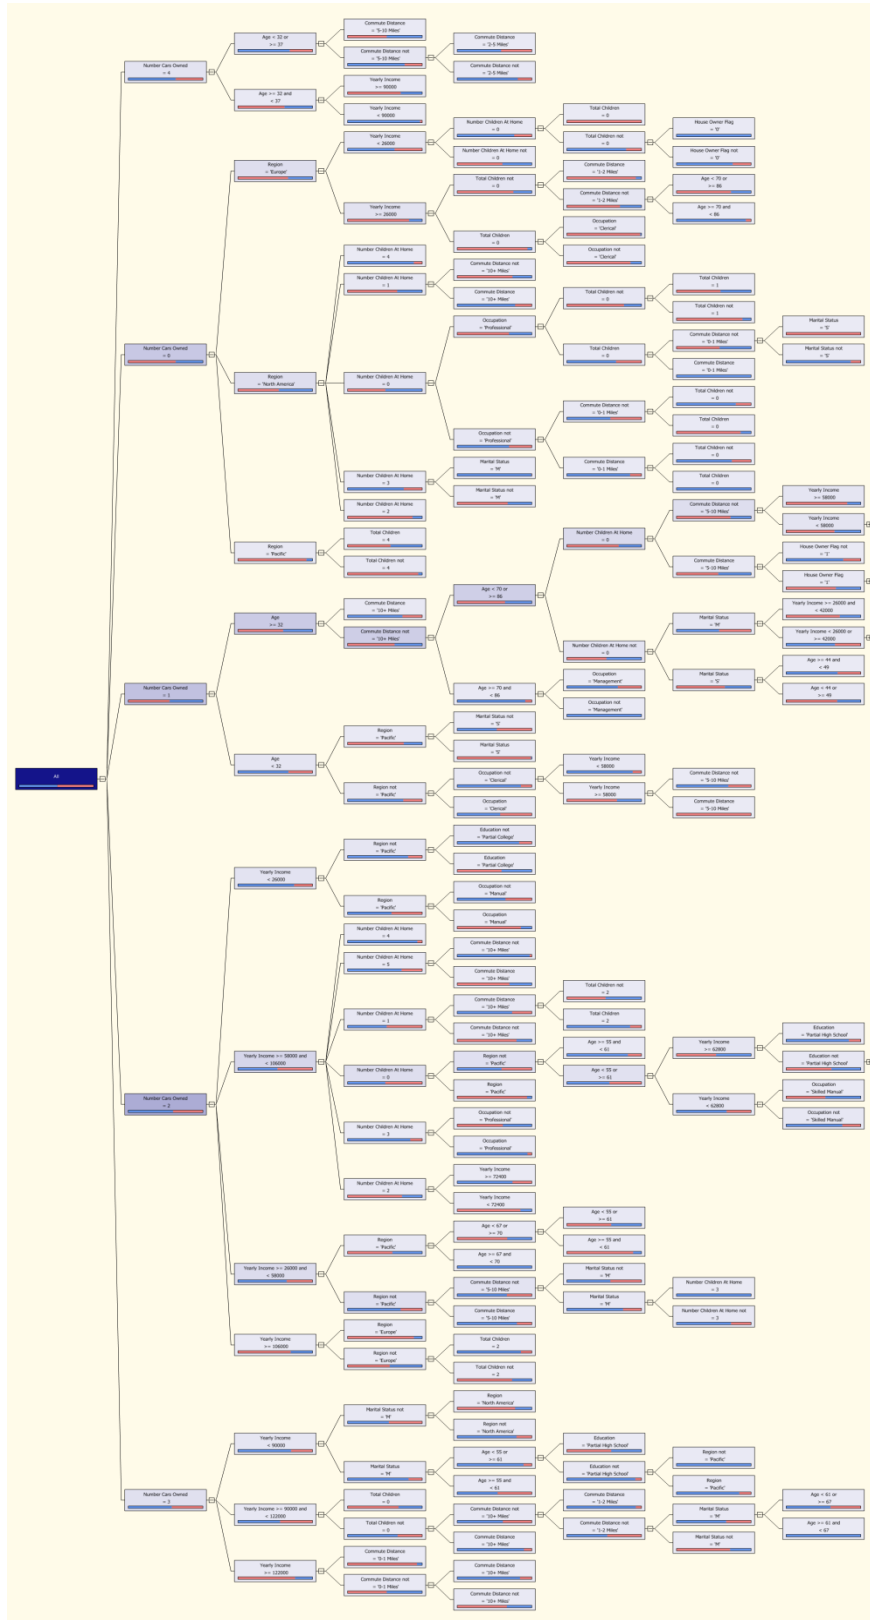 All
Number Cars Owned
= 4
Age < 32 or
>= 37
Commute Distance
= '5-10 Miles'
Commute Distance not
= '5-10 Miles'
Commute Distance
= '2-5 Miles'
Commute Distance not
= '2-5 Miles'
Age >= 32 and
< 37
Yearly Income
>= 90000
Yearly Income
< 90000
Number Cars Owned
= 0
Region
= 'Europe'
Yearly Income
< 26000
Number Children At Home
= 0
Total Children
= 0
Total Children not
= 0
House Owner Flag
= '0'
House Owner Flag not
= '0'
Number Children At Home not
= 0
Yearly Income
>= 26000
Total Children not
= 0
Commute Distance
= '1-2 Miles'
Commute Distance not
= '1-2 Miles'
Age < 70 or
>= 86
Age >= 70 and
< 86
Total Children
= 0
Occupation
= 'Clerical'
Occupation not
= 'Clerical'
Region
= 'North America'
Number Children At Home
= 4
Number Children At Home
= 1
Commute Distance not
= '10+ Miles'
Commute Distance
= '10+ Miles'
Number Children At Home
= 0
Occupation
= 'Professional'
Total Children not
= 0
Total Children
= 1
Total Children not
= 1
Total Children
= 0
Commute Distance not
= '0-1 Miles'
Marital Status
= 'S'
Marital Status not
= 'S'
Commute Distance
= '0-1 Miles'
Occupation not
= 'Professional'
Commute Distance not
= '0-1 Miles'
Total Children not
= 0
Total Children
= 0
Commute Distance
= '0-1 Miles'
Total Children not
= 0
Total Children
= 0
Number Children At Home
= 3
Marital Status
= 'M'
Marital Status not
= 'M'
Number Children At Home
= 2
Region
= 'Pacific'
Total Children
= 4
Total Children not
= 4
Number Cars Owned
= 1
Age
>= 32
Commute Distance
= '10+ Miles'
Commute Distance not
= '10+ Miles'
Age < 70 or
>= 86
Number Children At Home
= 0
Commute Distance not
= '5-10 Miles'
Yearly Income
>= 58000
Yearly Income
< 58000
Commute Distance
= '5-10 Miles'
House Owner Flag not
= '1'
House Owner Flag
= '1'
Number Children At Home not
= 0
Marital Status
= 'M'
Yearly Income >= 26000 and
< 42000
Yearly Income < 26000 or
>= 42000
Marital Status
= 'S'
Age >= 44 and
< 49
Age < 44 or
>= 49
Age >= 70 and
< 86
Occupation
= 'Management'
Occupation not
= 'Management'
Age
< 32
Region
= 'Pacific'
Marital Status not
= 'S'
Marital Status
= 'S'
Region not
= 'Pacific'
Occupation not
= 'Clerical'
Yearly Income
< 58000
Yearly Income
>= 58000
Commute Distance not
= '5-10 Miles'
Commute Distance
= '5-10 Miles'
Occupation
= 'Clerical'
Number Cars Owned
= 2
Yearly Income
< 26000
Region not
= 'Pacific'
Education not
= 'Partial College'
Education
= 'Partial College'
Region
= 'Pacific'
Occupation not
= 'Manual'
Occupation
= 'Manual'
Yearly Income >= 58000 and
< 106000
Number Children At Home
= 4
Number Children At Home
= 5
Commute Distance not
= '10+ Miles'
Commute Distance
= '10+ Miles'
Number Children At Home
= 1
Commute Distance
= '10+ Miles'
Total Children not
= 2
Total Children
= 2
Commute Distance not
= '10+ Miles'
Number Children At Home
= 0
Region not
= 'Pacific'
Age >= 55 and
< 61
Age < 55 or
>= 61
Yearly Income
>= 62800
Education
= 'Partial High School'
Education not
= 'Partial High School'
Yearly Income
< 62800
Occupation
= 'Skilled Manual'
Occupation not
= 'Skilled Manual'
Region
= 'Pacific'
Number Children At Home
= 3
Occupation not
= 'Professional'
Occupation
= 'Professional'
Number Children At Home
= 2
Yearly Income
>= 72400
Yearly Income
< 72400
Yearly Income >= 26000 and
< 58000
Region
= 'Pacific'
Age < 67 or
>= 70
Age < 55 or
>= 61
Age >= 55 and
< 61
Age >= 67 and
< 70
Region not
= 'Pacific'
Commute Distance not
= '5-10 Miles'
Marital Status not
= 'M'
Marital Status
= 'M'
Number Children At Home
= 3
Number Children At Home not
= 3
Commute Distance
= '5-10 Miles'
Yearly Income
>= 106000
Region
= 'Europe'
Region not
= 'Europe'
Total Children
= 2
Total Children not
= 2
Number Cars Owned
= 3
Yearly Income
< 90000
Marital Status not
= 'M'
Region
= 'North America'
Region not
= 'North America'
Marital Status
= 'M'
Age < 55 or
>= 61
Education
= 'Partial High School'
Education not
= 'Partial High School'
Region not
= 'Pacific'
Region
= 'Pacific'
Age >= 55 and
< 61
Yearly Income >= 90000 and
< 122000
Total Children
= 0
Total Children not
= 0
Commute Distance not
= '10+ Miles'
Commute Distance
= '1-2 Miles'
Commute Distance not
= '1-2 Miles'
Marital Status
= 'M'
Age < 61 or
>= 67
Age >= 61 and
< 67
Marital Status not
= 'M'
Commute Distance
= '10+ Miles'
Yearly Income
>= 122000
Commute Distance
= '0-1 Miles'
Commute Distance not
= '0-1 Miles'
Commute Distance
= '10+ Miles'
Commute Distance not
= '10+ Miles'